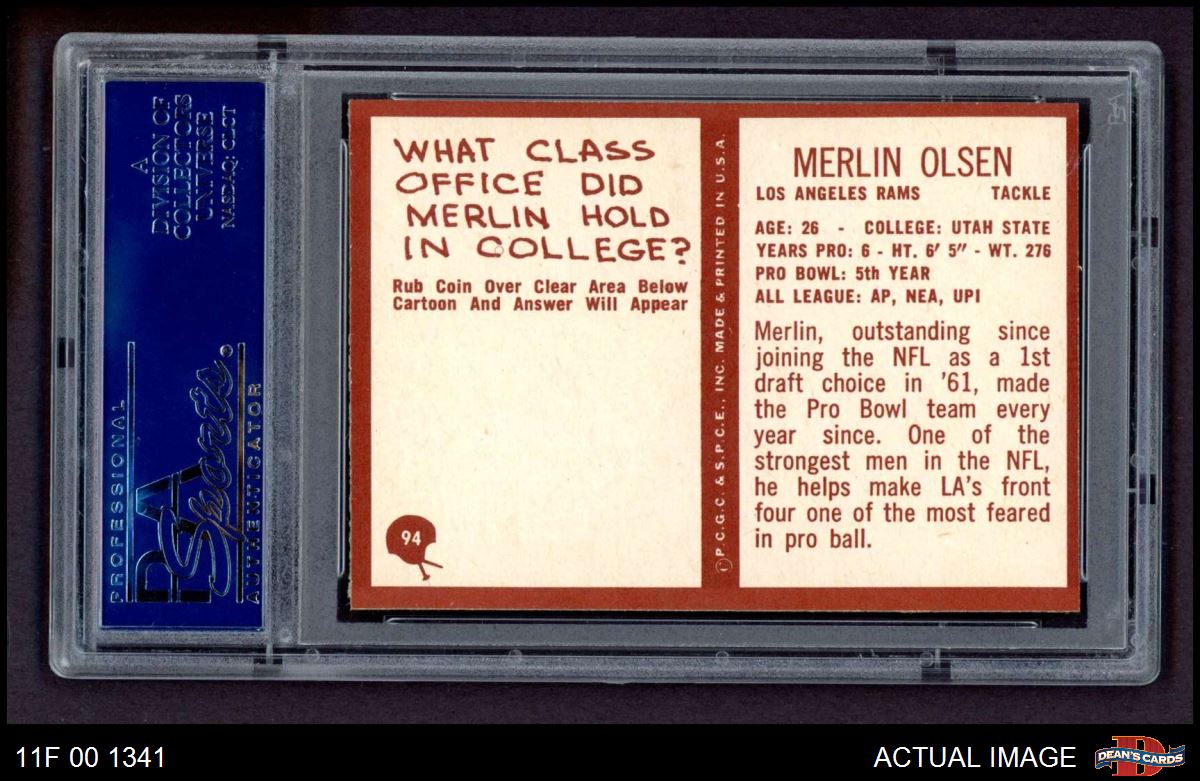 A
DIVISION OF
COLLECTORS
UNIVERSE
NASDAQ: CLCT
PROFESSIONAL
PSA
Sports
AUTHENTICATOR
WHAT CLASS
OFFICE DID
MERLIN HOLD
IN COLLEGE?
Rub Coin Over Clear Area Below
Cartoon And Answer Will Appear
94
© P.C.G.C. & S.P.C.E., INC. MADE & PRINTED IN U.S.A.
MERLIN OLSEN
LOS ANGELES RAMS TACKLE
AGE: 26 - COLLEGE: UTAH STATE
YEARS PRO: 6 - HT. 6' 5" - WT. 276
PRO BOWL: 5th YEAR
ALL LEAGUE: AP, NEA, UPI
Merlin, outstanding since
joining the NFL as a 1st
draft choice in '61, made
the Pro Bowl team every
year since. One of the
strongest men in the NFL,
he helps make LA's front
four one of the most feared
in pro ball.
11F 00 1341
ACTUAL IMAGE
D
DEAN'S CARDS